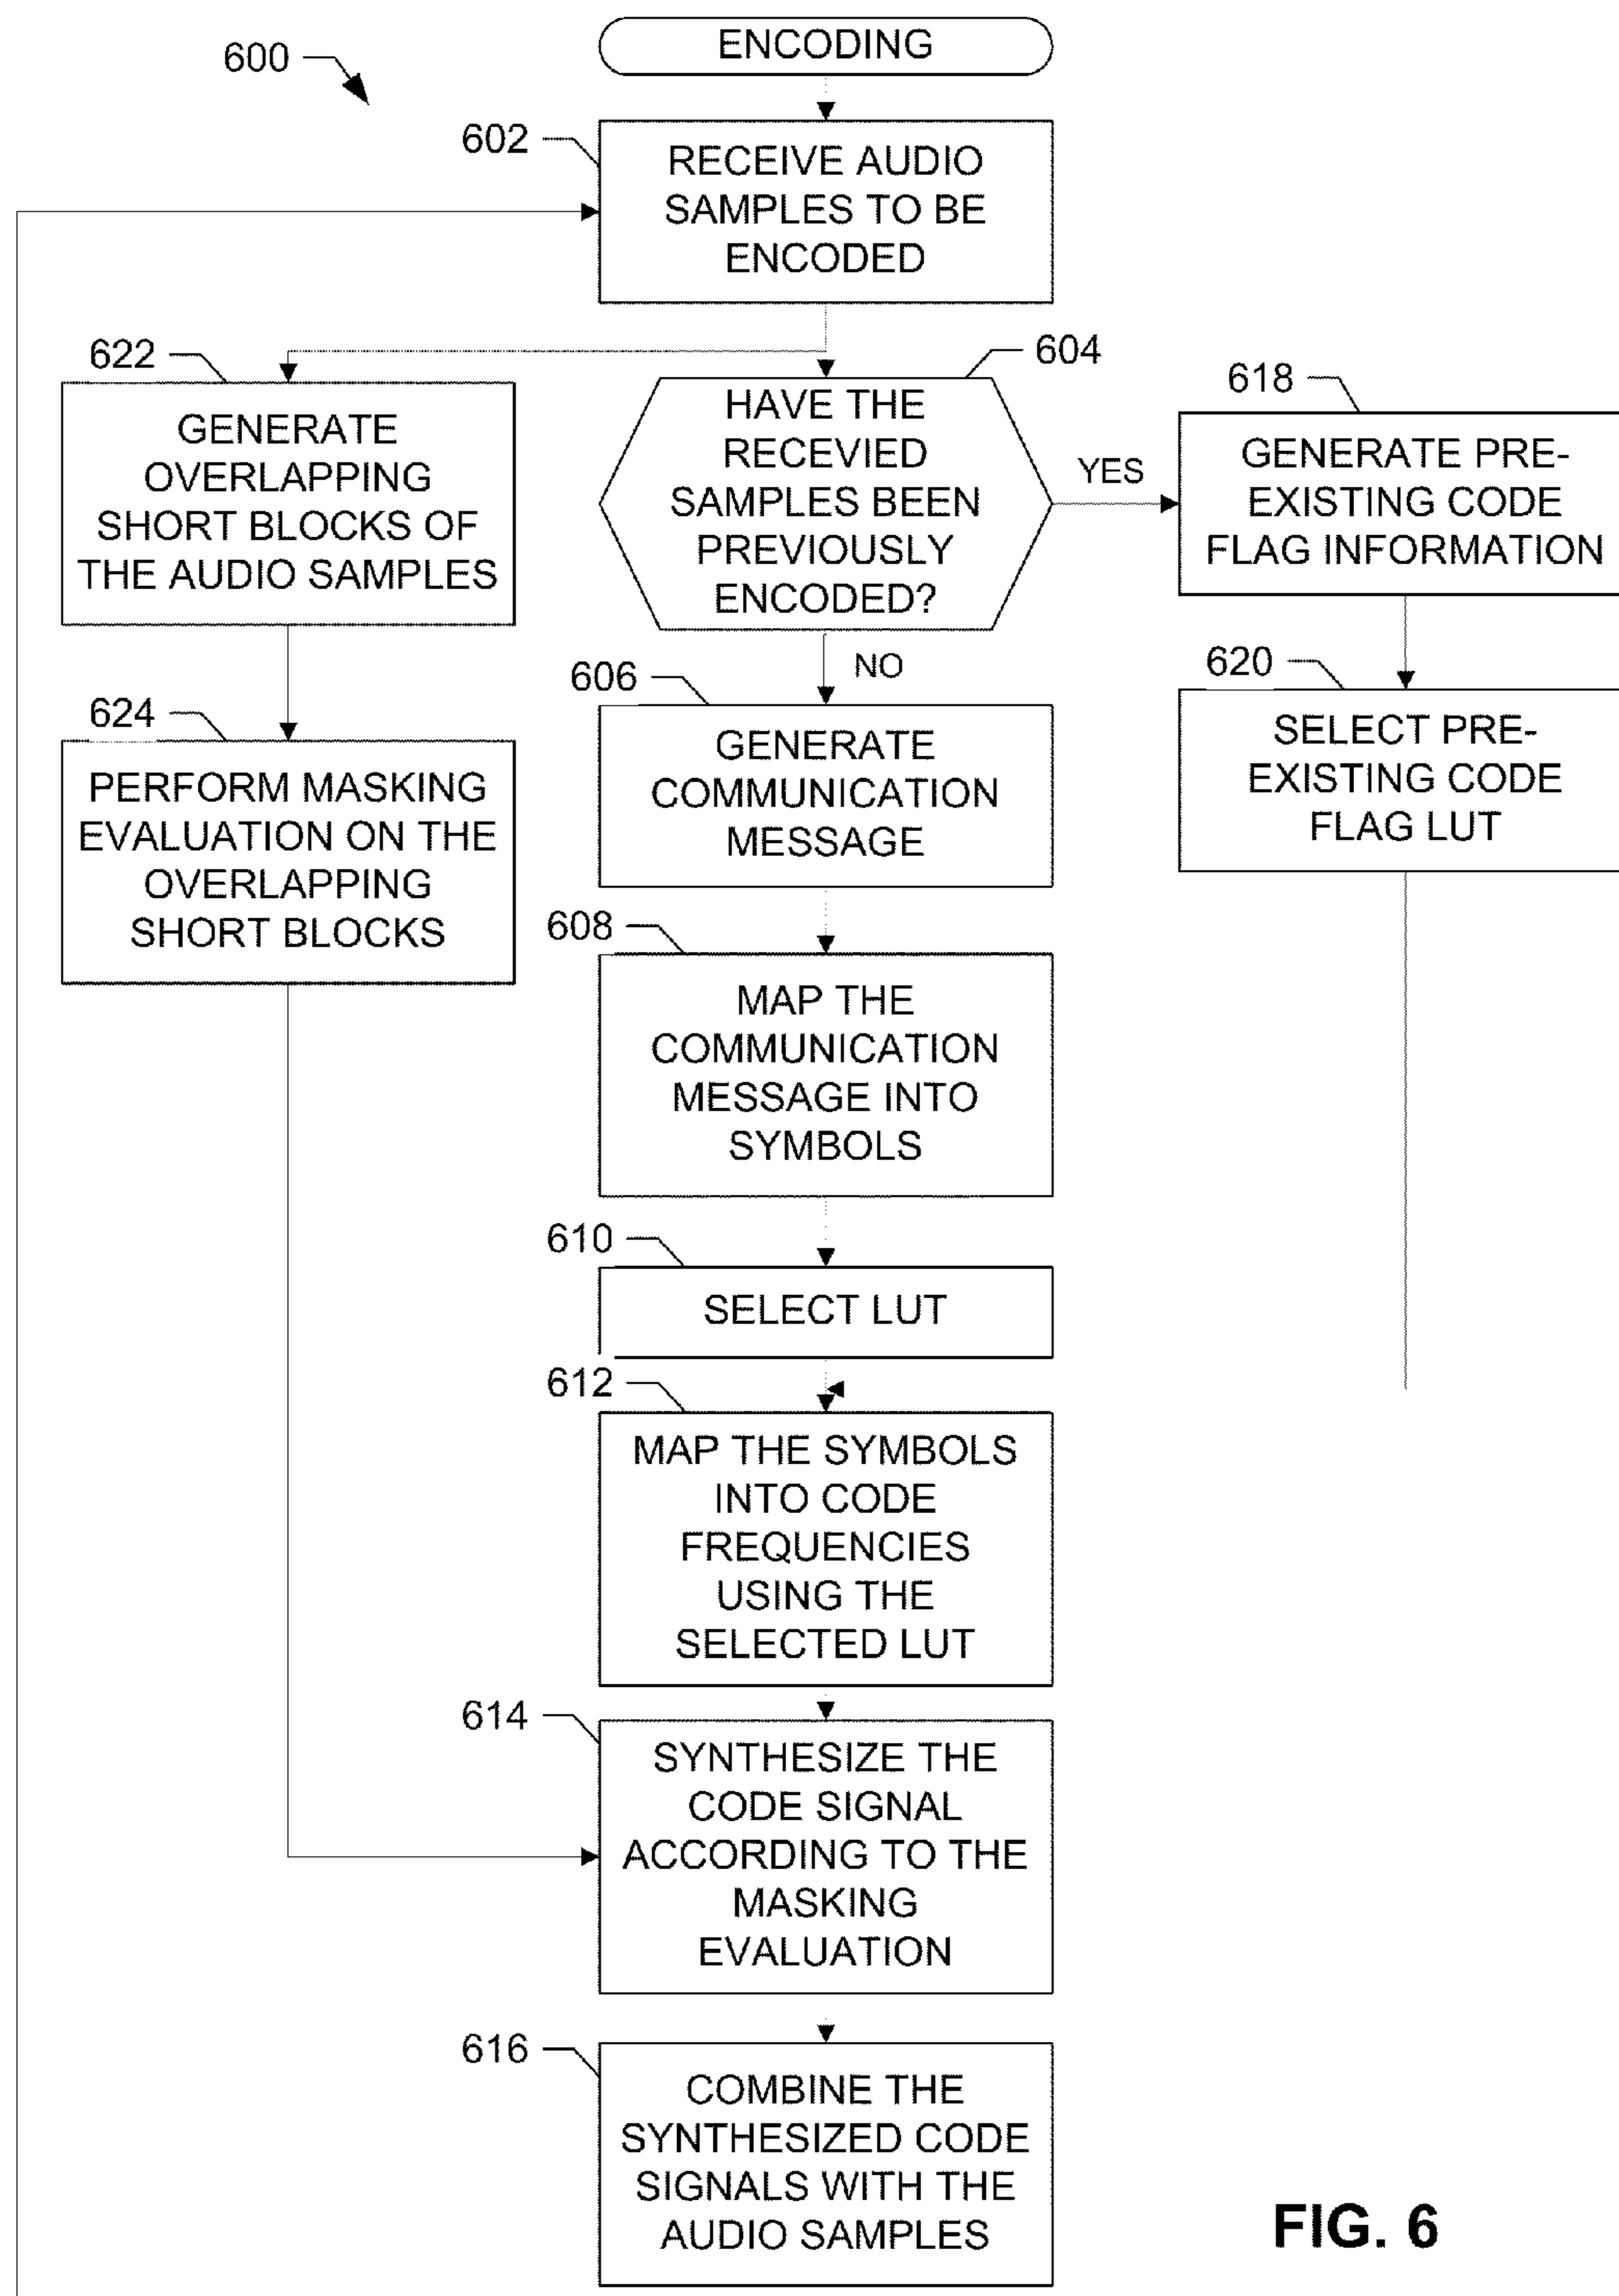 600
ENCODING
602
RECEIVE AUDIO
SAMPLES TO BE
ENCODED
622
GENERATE
OVERLAPPING
SHORT BLOCKS OF
THE AUDIO SAMPLES
604
HAVE THE
RECEVIED
SAMPLES BEEN
PREVIOUSLY
ENCODED?
YES
618
GENERATE PRE-
EXISTING CODE
FLAG INFORMATION
NO
620
SELECT PRE-
EXISTING CODE
FLAG LUT
624
PERFORM MASKING
EVALUATION ON THE
OVERLAPPING
SHORT BLOCKS
606
GENERATE
COMMUNICATION
MESSAGE
608
MAP THE
COMMUNICATION
MESSAGE INTO
SYMBOLS
610
SELECT LUT
612
MAP THE SYMBOLS
INTO CODE
FREQUENCIES
USING THE
SELECTED LUT
614
SYNTHESIZE THE
CODE SIGNAL
ACCORDING TO THE
MASKING
EVALUATION
616
COMBINE THE
SYNTHESIZED CODE
SIGNALS WITH THE
AUDIO SAMPLES
FIG. 6